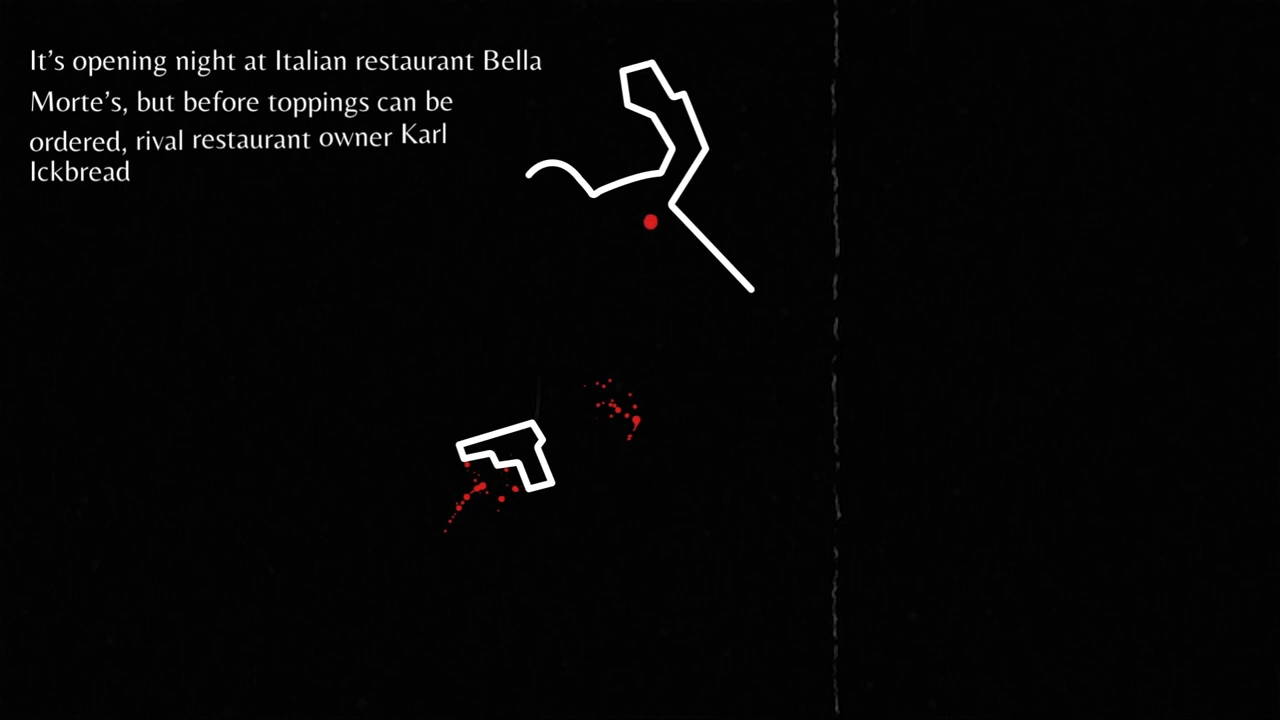 It’s opening night at Italian restaurant Bella
Morte’s, but before toppings can be
ordered, rival restaurant owner Karl
Ickbread